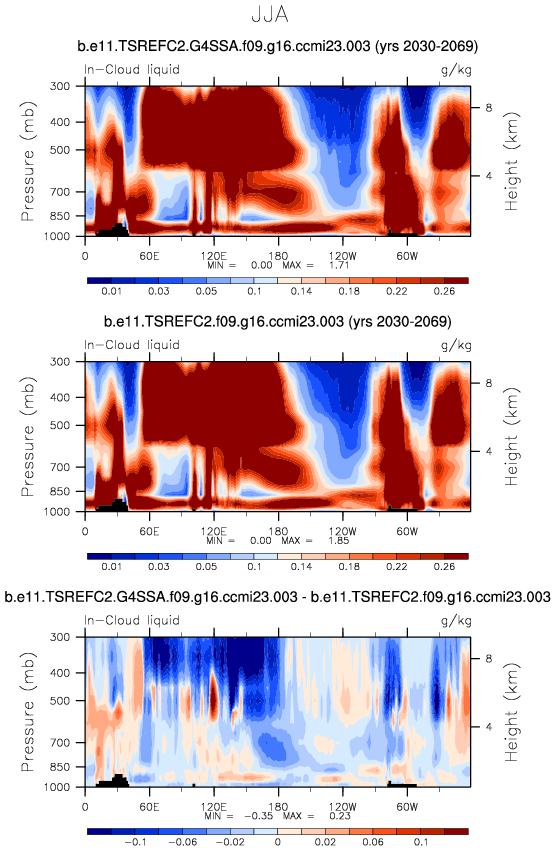 JJA
b.e11.TSREFC2.G4SSA.f09.g16.ccmi23.003 (yrs 2030-2069)
In-Cloud liquid g/kg
300
400
500
700
850
1000
Pressure (mb)
8
4
Height (km)
0 60E 120E 180 120W 60W
MIN = 0.00 MAX = 1.71
0.01 0.03 0.05 0.1 0.14 0.18 0.22 0.26
b.e11.TSREFC2.f09.g16.ccmi23.003 (yrs 2030-2069)
In-Cloud liquid g/kg
300
400
500
700
850
1000
Pressure (mb)
8
4
Height (km)
0 60E 120E 180 120W 60W
MIN = 0.00 MAX = 1.85
0.01 0.03 0.05 0.1 0.14 0.18 0.22 0.26
b.e11.TSREFC2.G4SSA.f09.g16.ccmi23.003 - b.e11.TSREFC2.f09.g16.ccmi23.003
In-Cloud liquid g/kg
300
400
500
700
850
1000
Pressure (mb)
8
4
Height (km)
0 60E 120E 180 120W 60W
MIN = -0.35 MAX = 0.23
-0.1 -0.06 -0.02 0 0.02 0.06 0.1